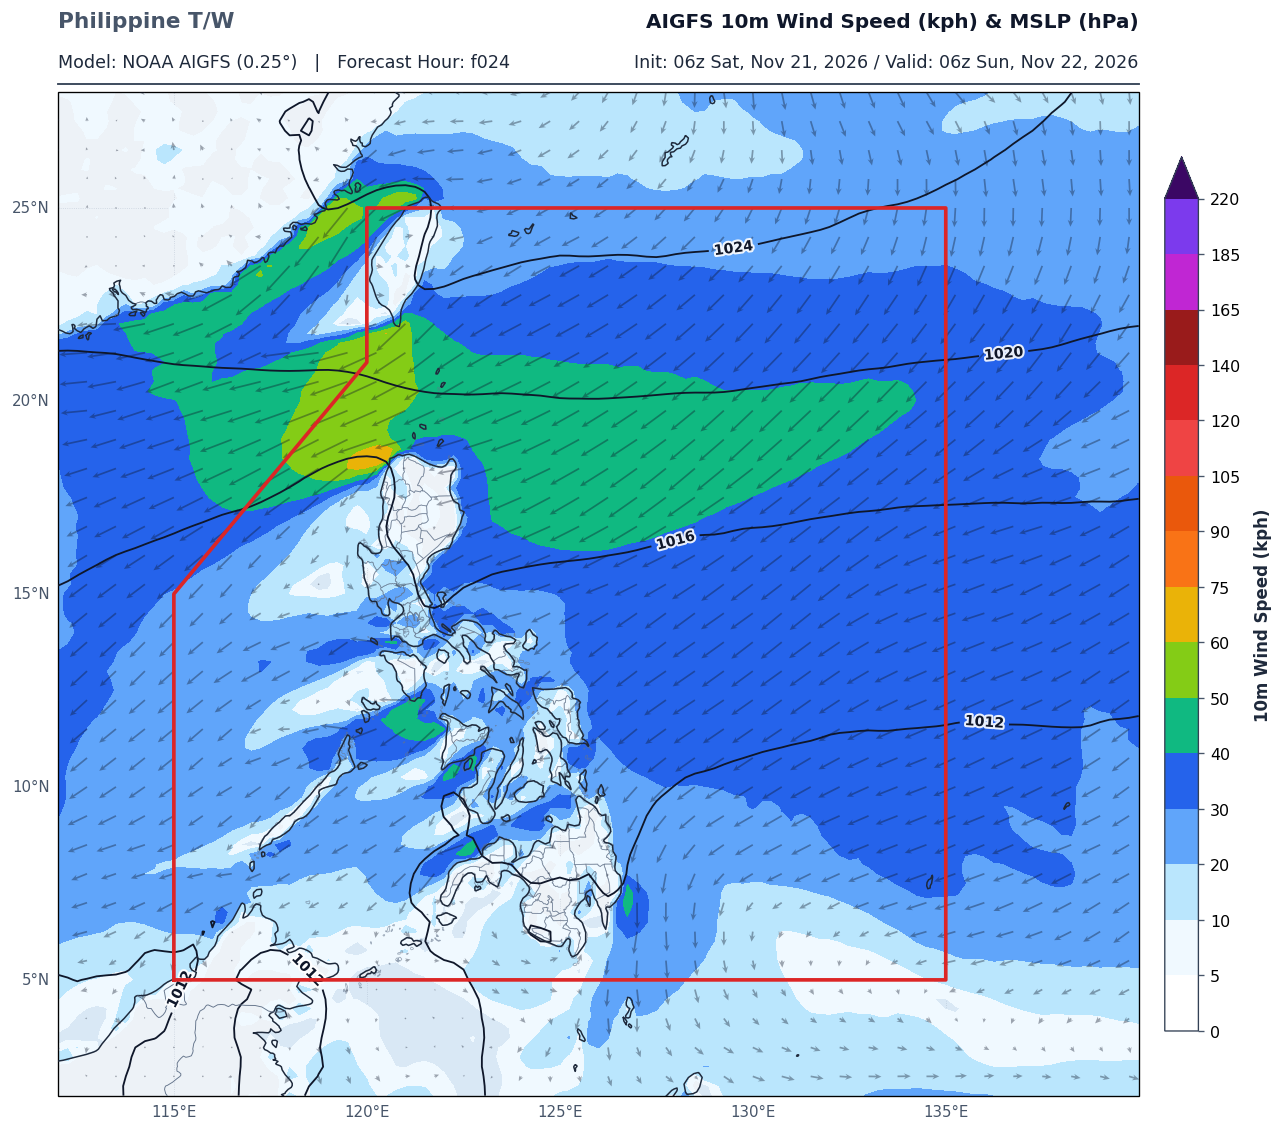 Philippine T/W
AIGFS 10m Wind Speed (kph) & MSLP (hPa)
Model: NOAA AIGFS (0.25°) | Forecast Hour: f024
Init: 06z Sat, Nov 21, 2026 / Valid: 06z Sun, Nov 22, 2026
25°N
20°N
15°N
10°N
5°N
115°E
120°E
125°E
130°E
135°E
1024
1020
1016
1012
1012
1012
220
185
165
140
120
105
90
75
60
50
40
30
20
10
5
0
10m Wind Speed (kph)